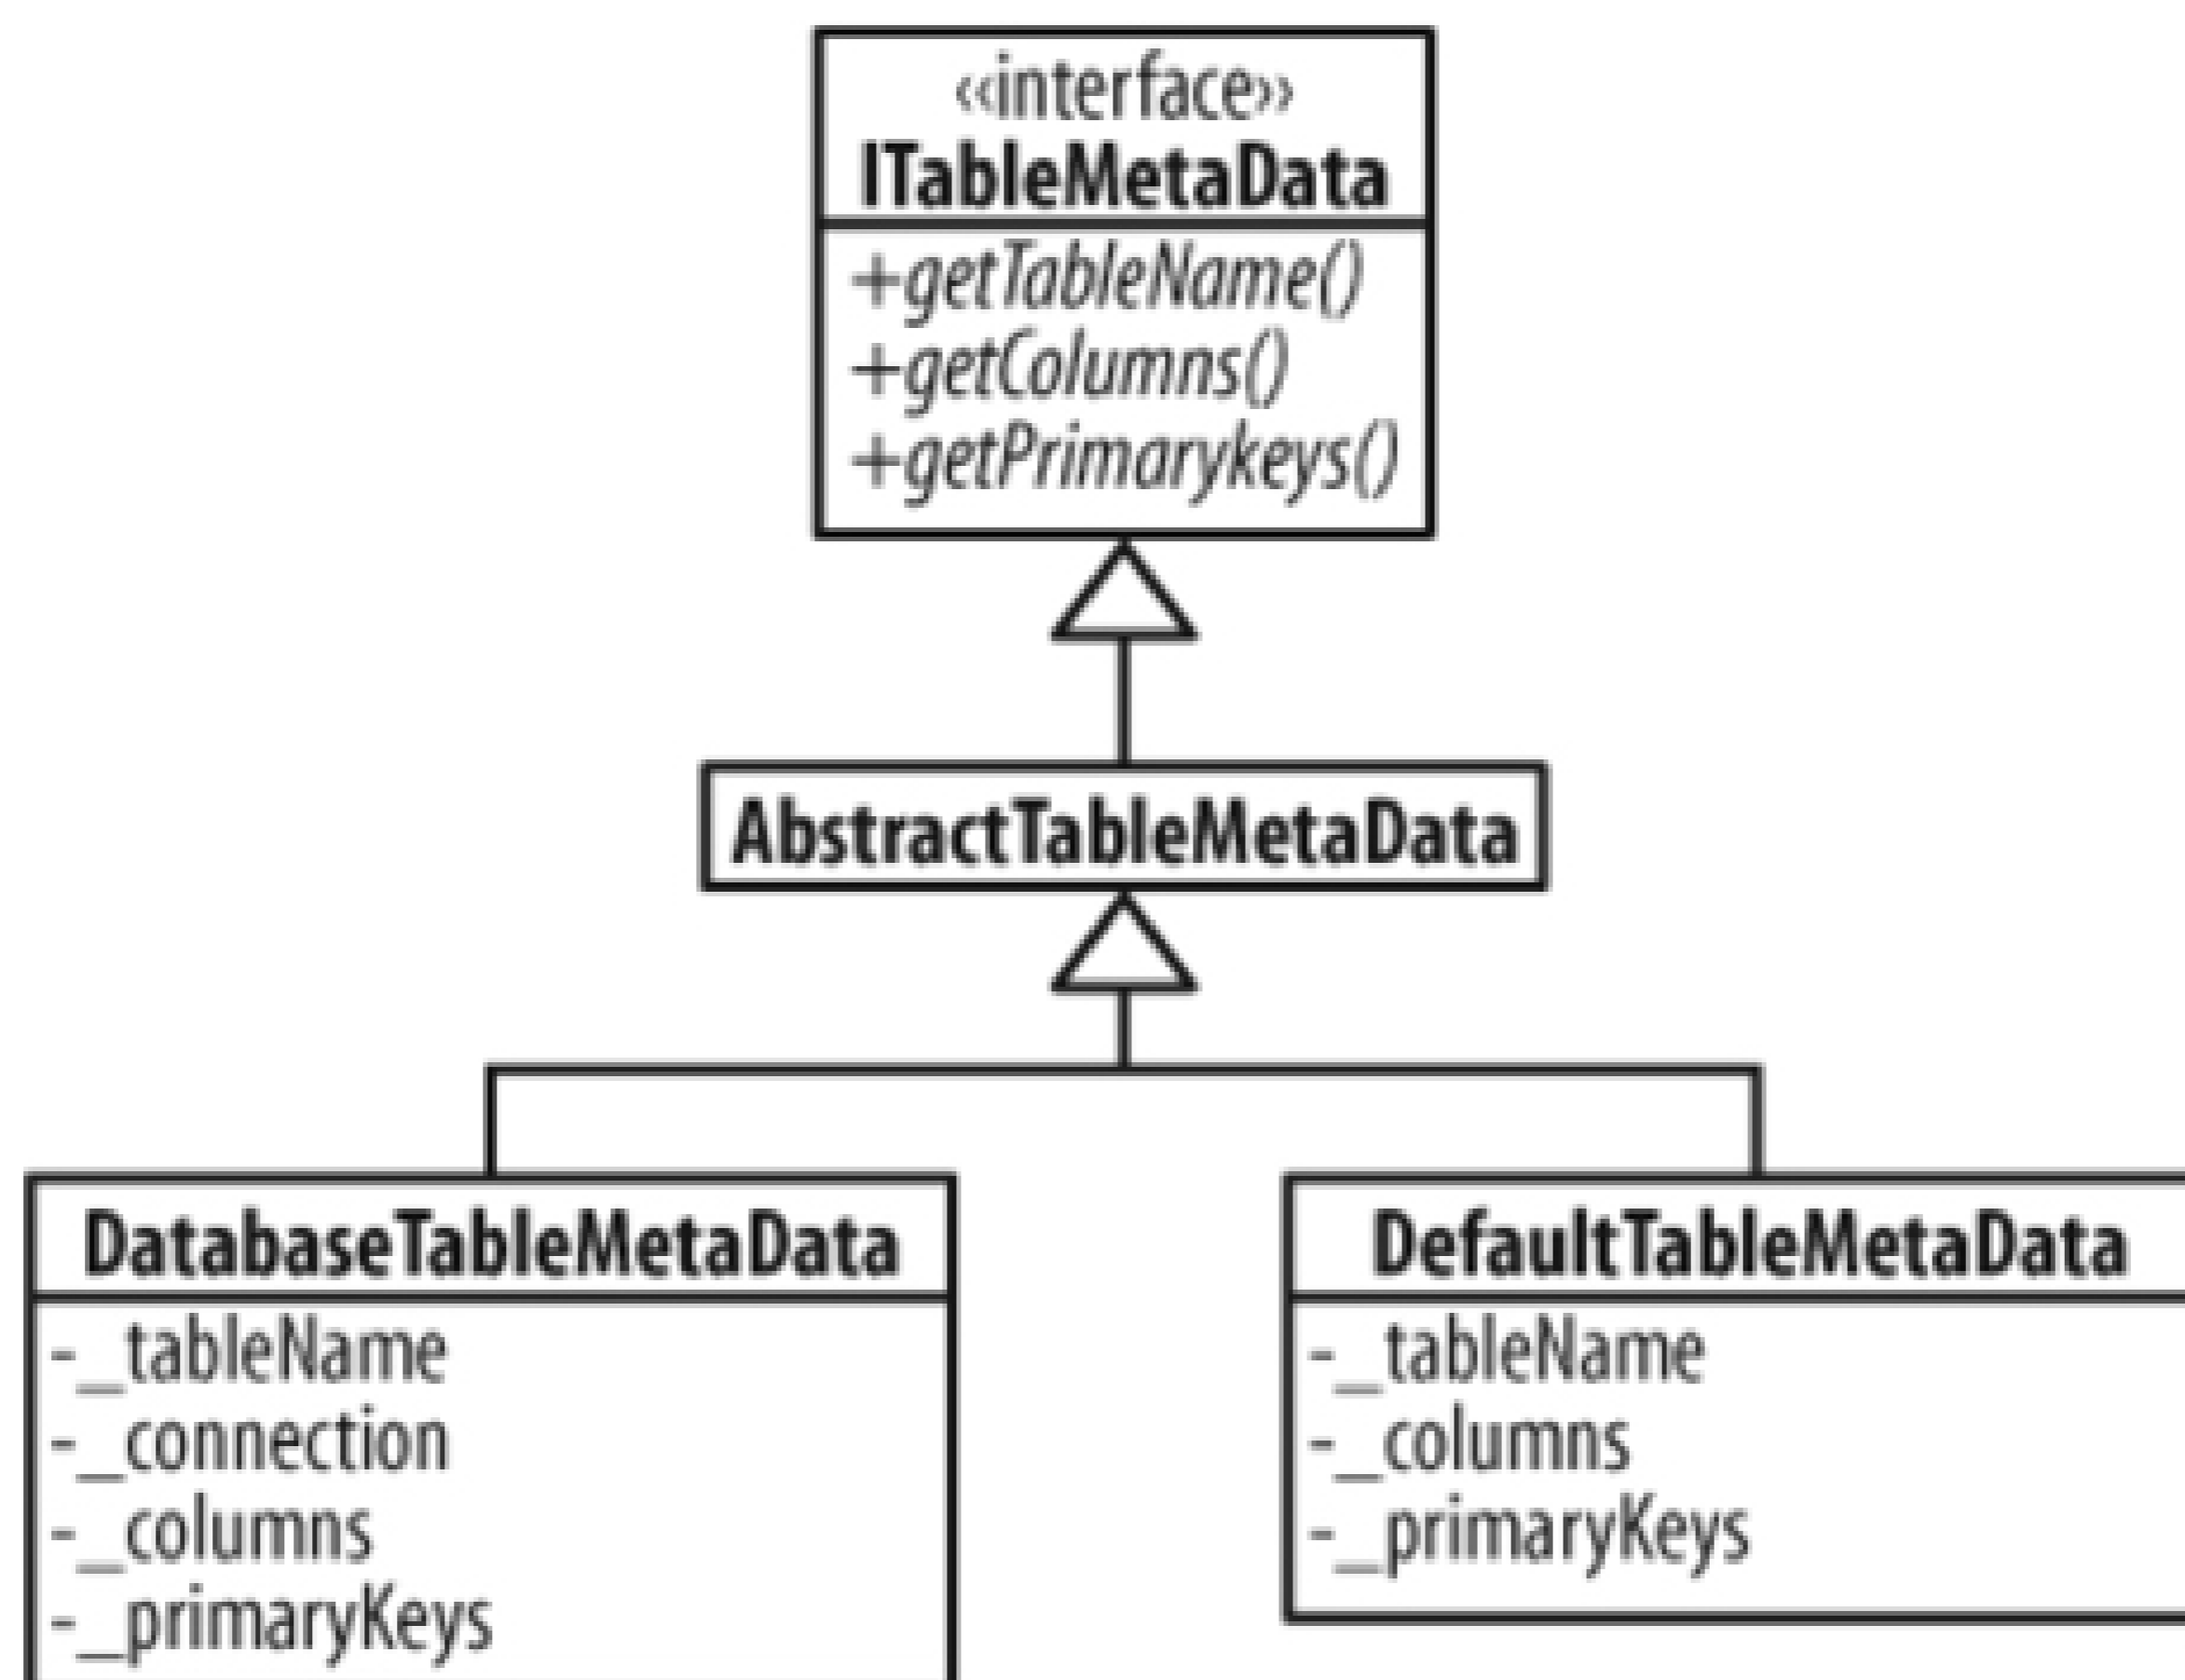 ‹‹interface››
ITableMetaData
+getTableName()
+getColumns()
+getPrimarykeys()
AbstractTableMetaData
DatabaseTableMetaData
-_tableName
-_connection
-_columns
-_primaryKeys
DefaultTableMetaData
-_tableName
-_columns
-_primaryKeys